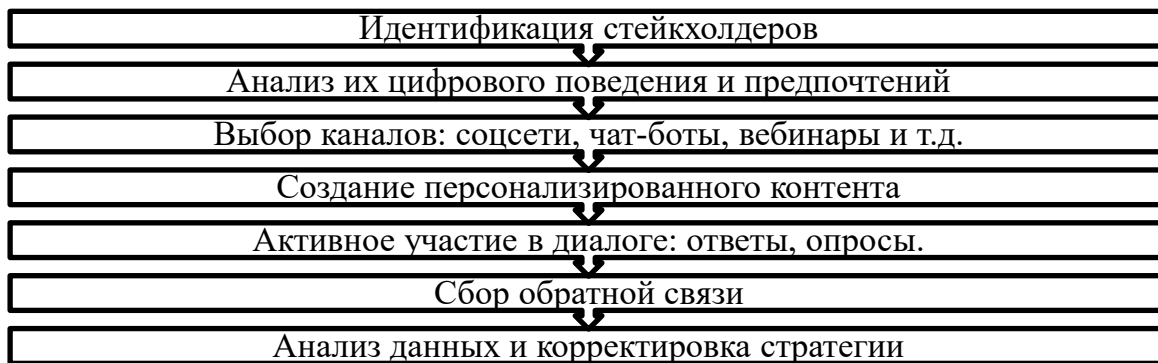 Идентификация стейкхолдеров
Анализ их цифрового поведения и предпочтений
Выбор каналов: соцсети, чат-боты, вебинары и т.д.
Создание персонализированного контента
Активное участие в диалоге: ответы, опросы.
Сбор обратной связи
Анализ данных и корректировка стратегии